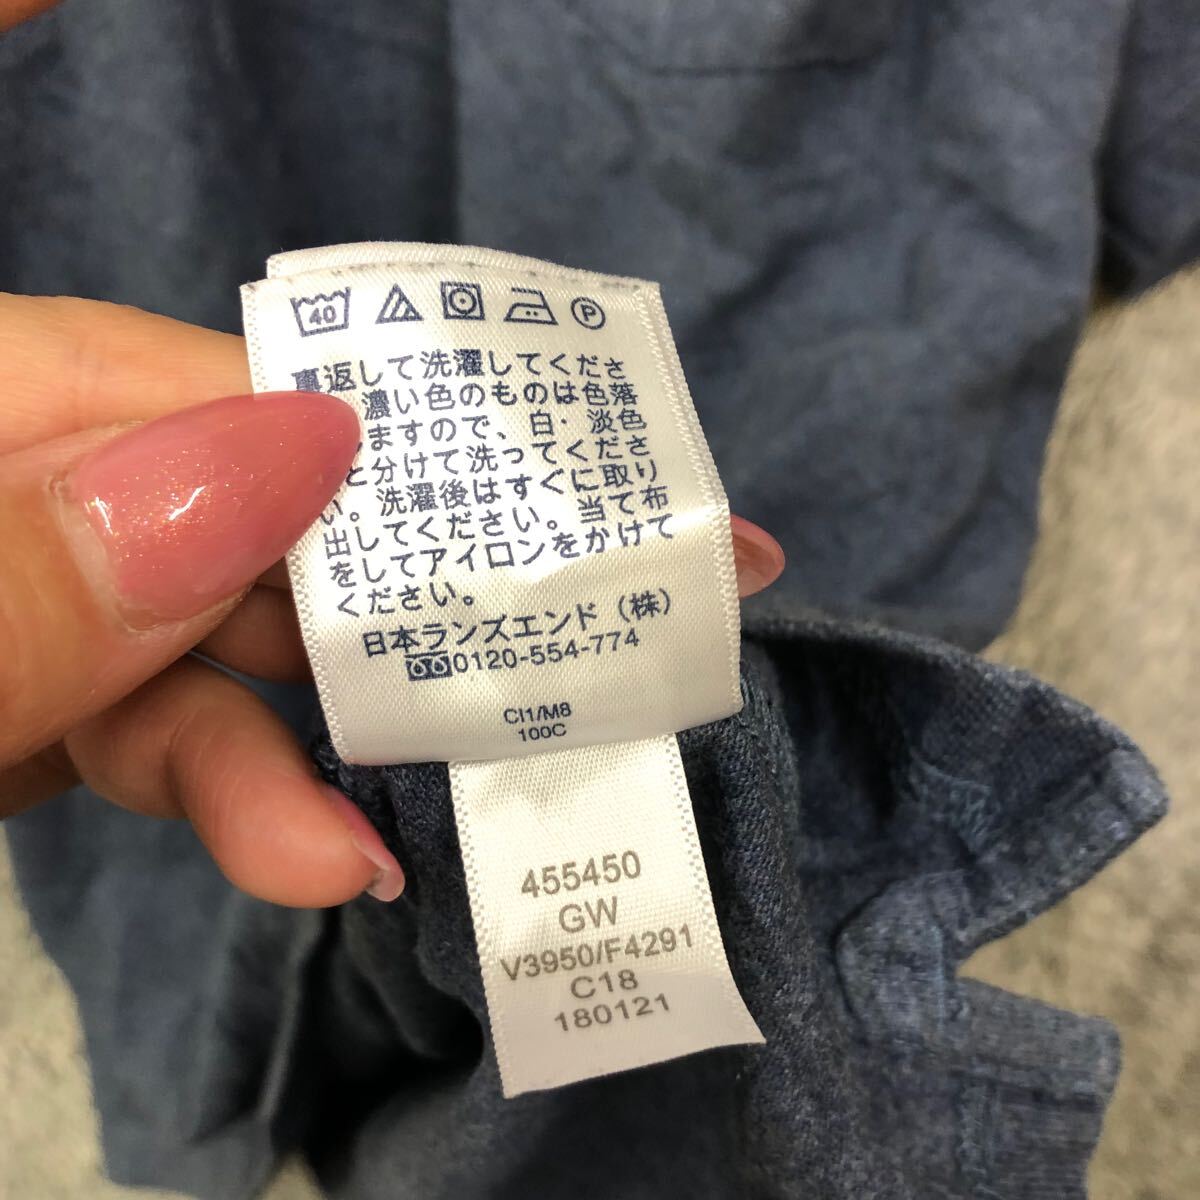 40
P
裏返して洗濯してくださ
濃い色のものは色落
しますので、白・淡色
と分けて洗ってくださ
い。洗濯後はすぐに取り
出してください。当て布
をしてアイロンをかけて
ください。
日本ランズエンド(株)
0120-554-774
CI1/M8
100C
455450
GW
V3950/F4291
C18
180121